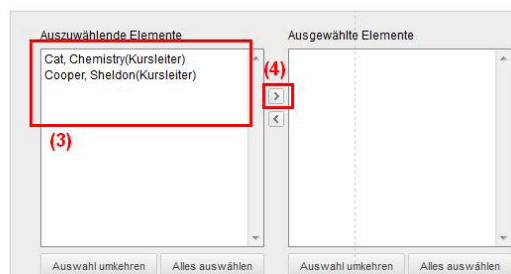 Auszuwählende Elemente
Ausgewählte Elemente
Cat, Chemistry(Kursleiter)
Cooper, Sheldon(Kursleiter)
(4)
>
<
(3)
Auswahl umkehren
Alles auswählen
Auswahl umkehren
Alles auswählen